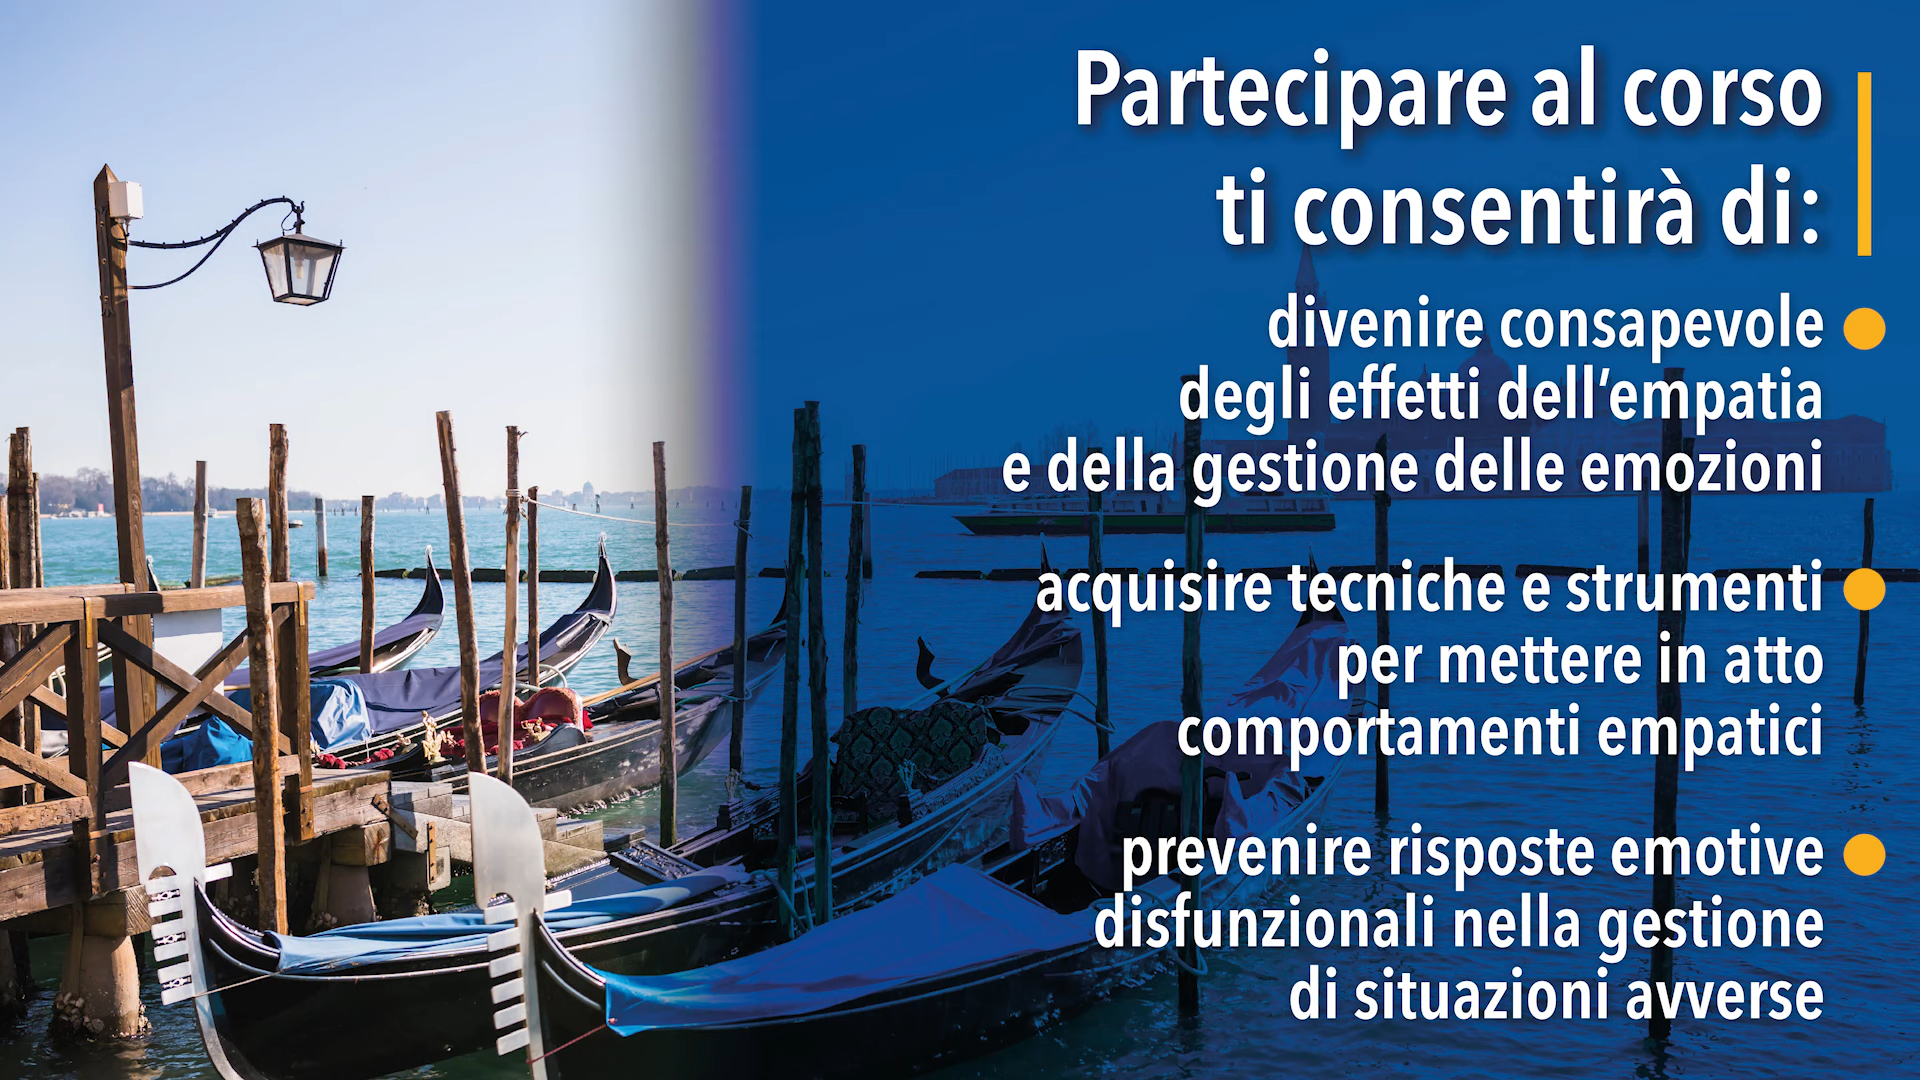 Partecipare al corso
ti consentirà di:
divenire consapevole
degli effetti dell'empatia
e della gestione delle emozioni
acquisire tecniche e strumenti
per mettere in atto
comportamenti empatici
prevenire risposte emotive
disfunzionali nella gestione
di situazioni avverse